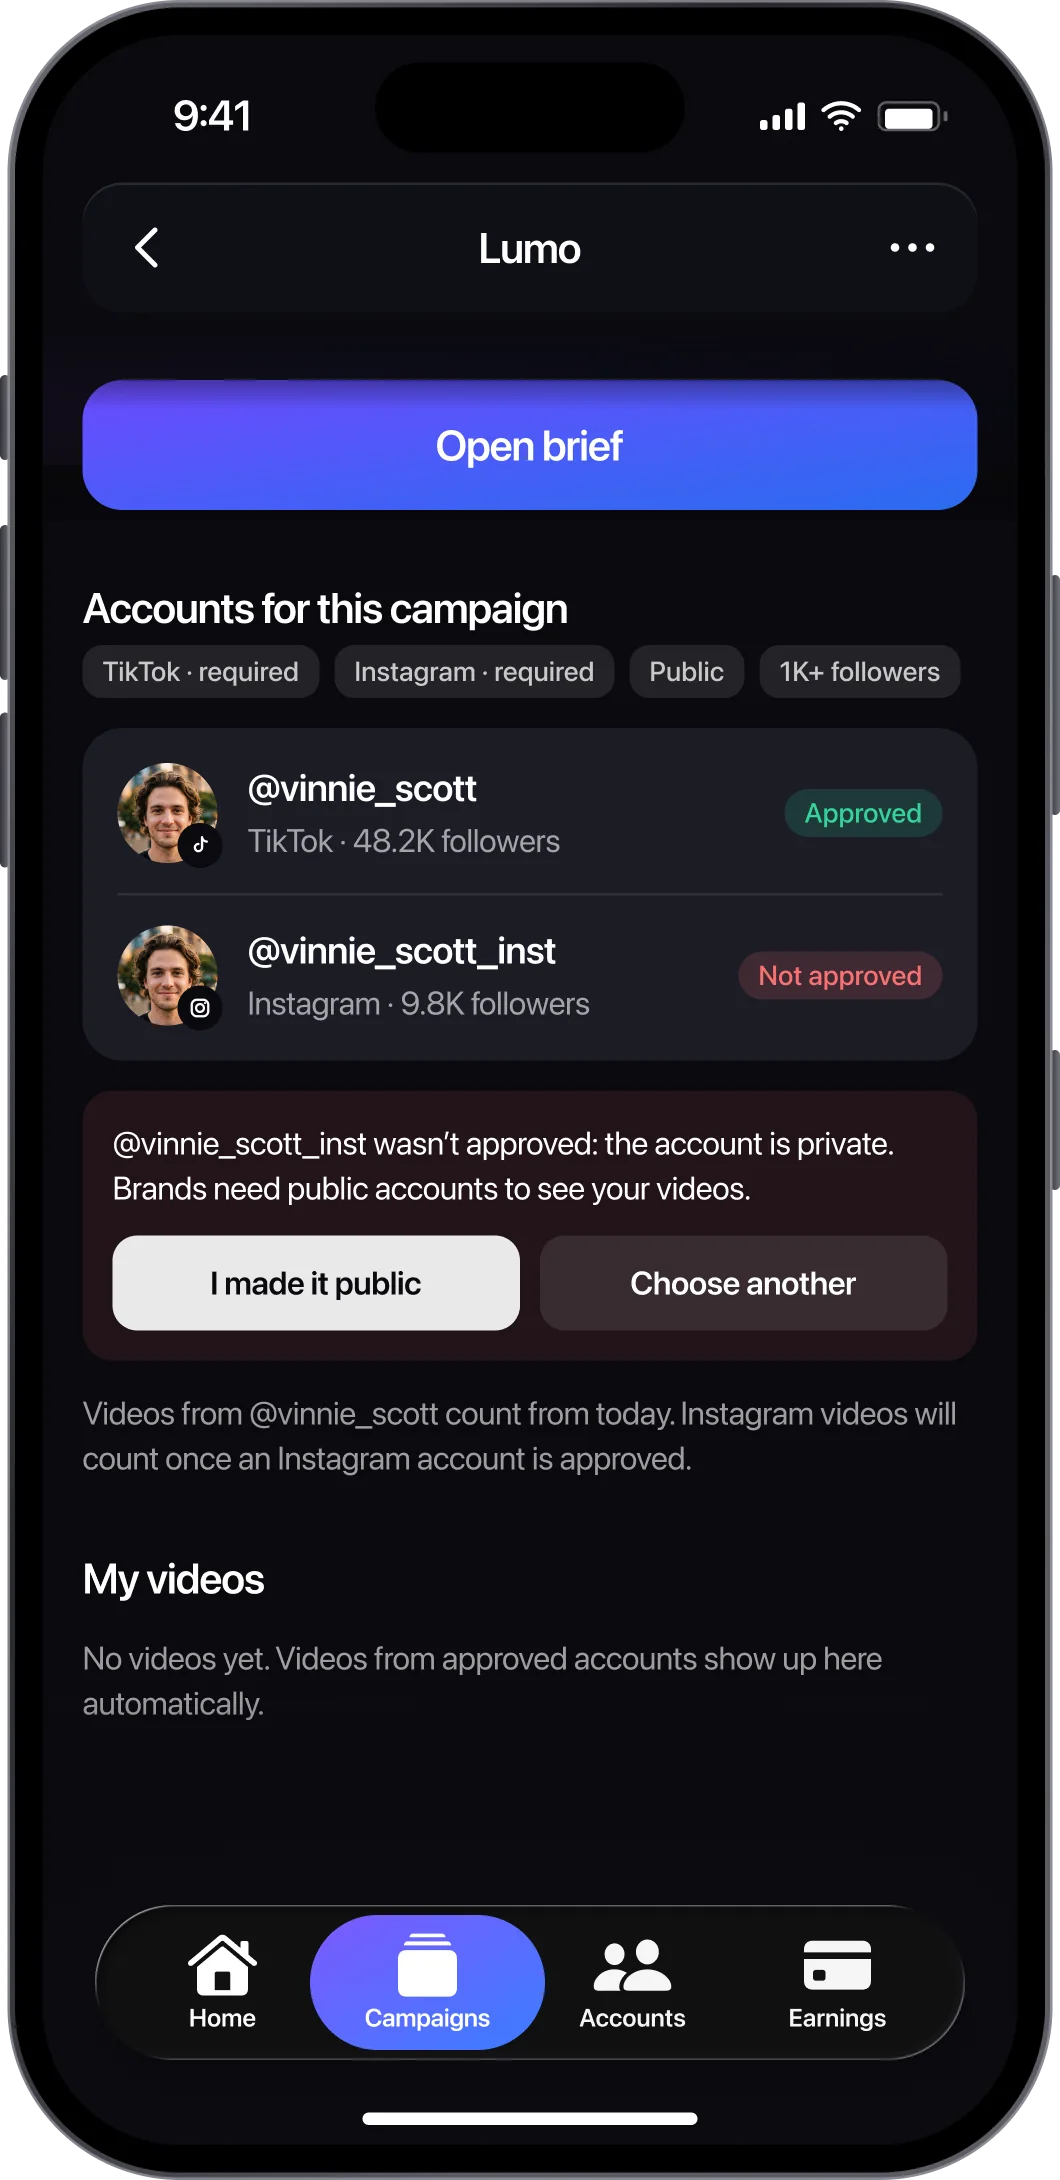 9:41
Lumo
Open brief
Accounts for this campaign
TikTok · required
Instagram · required
Public
1K+ followers
@vinnie_scott
TikTok · 48.2K followers
Approved
@vinnie_scott_inst
Instagram · 9.8K followers
Not approved
@vinnie_scott_inst wasn’t approved: the account is private.
Brands need public accounts to see your videos.
I made it public
Choose another
Videos from @vinnie_scott count from today. Instagram videos will
count once an Instagram account is approved.
My videos
No videos yet. Videos from approved accounts show up here
automatically.
Home
Campaigns
Accounts
Earnings